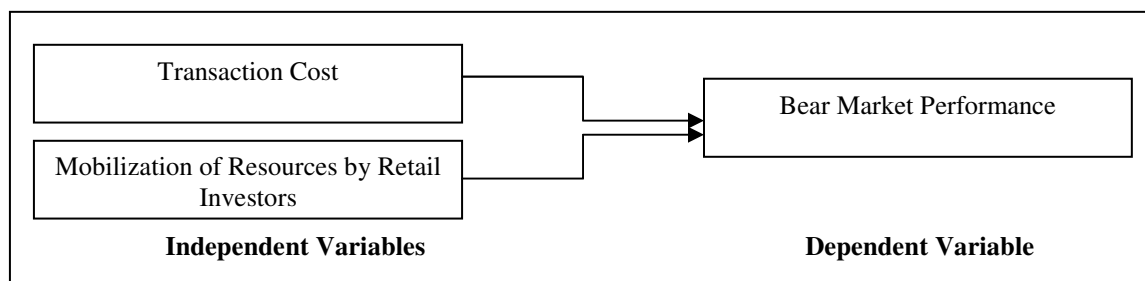 Transaction Cost
Bear Market Performance
Mobilization of Resources by Retail
Investors
Independent Variables
Dependent Variable